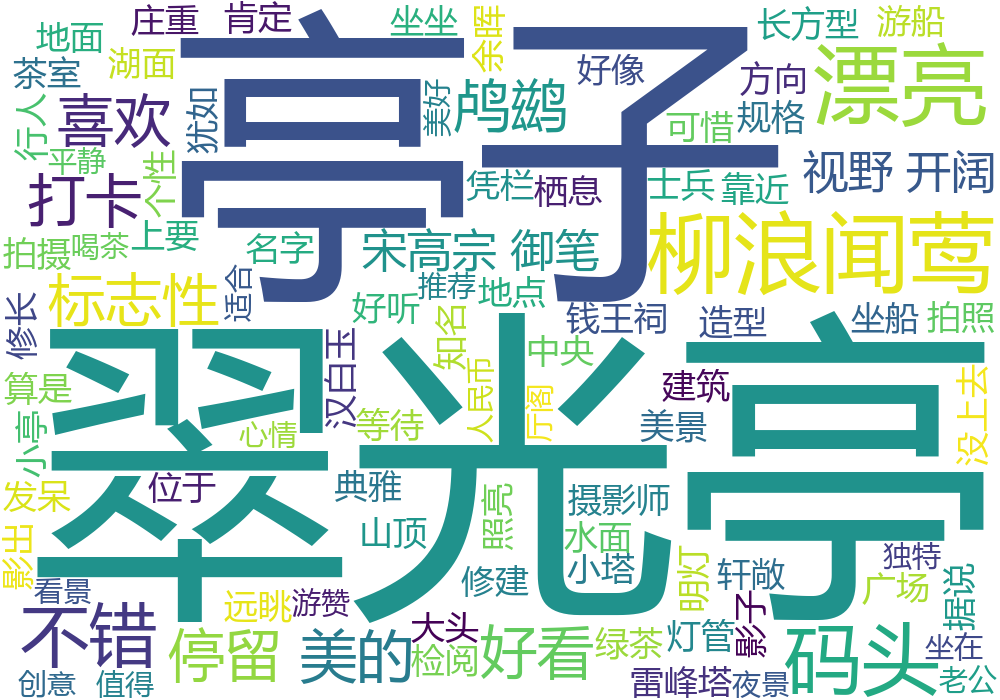 庄重 肯定 坐坐 余晖 长方型 游船
地面 湖面 亭子 好像 漂亮
茶室 喜欢 犹如 美好 鸬鹚 方向 规格
行人 可惜
平静 个性 打卡 凭栏 栖息 士兵 靠近 视野 开阔
拍摄 喝茶 上要 名字 宋高宗 御笔 柳浪闻莺
标志性 适合 推荐 地点
修长 好听 知名 钱王祠 造型 坐船 拍照
翠光亭 汉白玉 中央
算是 人民币 厅阁 建筑 没上去
小亭 心情 等待 美景
发呆 位于 典雅 照亮 摄影师
影出 山顶 水面 明灯 独特
看景 远眺 游赞 修建 小塔 轩敞 广场 据说
不错 停留 美的 大头 好看 绿茶 灯管 影子 码头 坐在
创意 值得 检阅 雷峰塔 夜景 老公